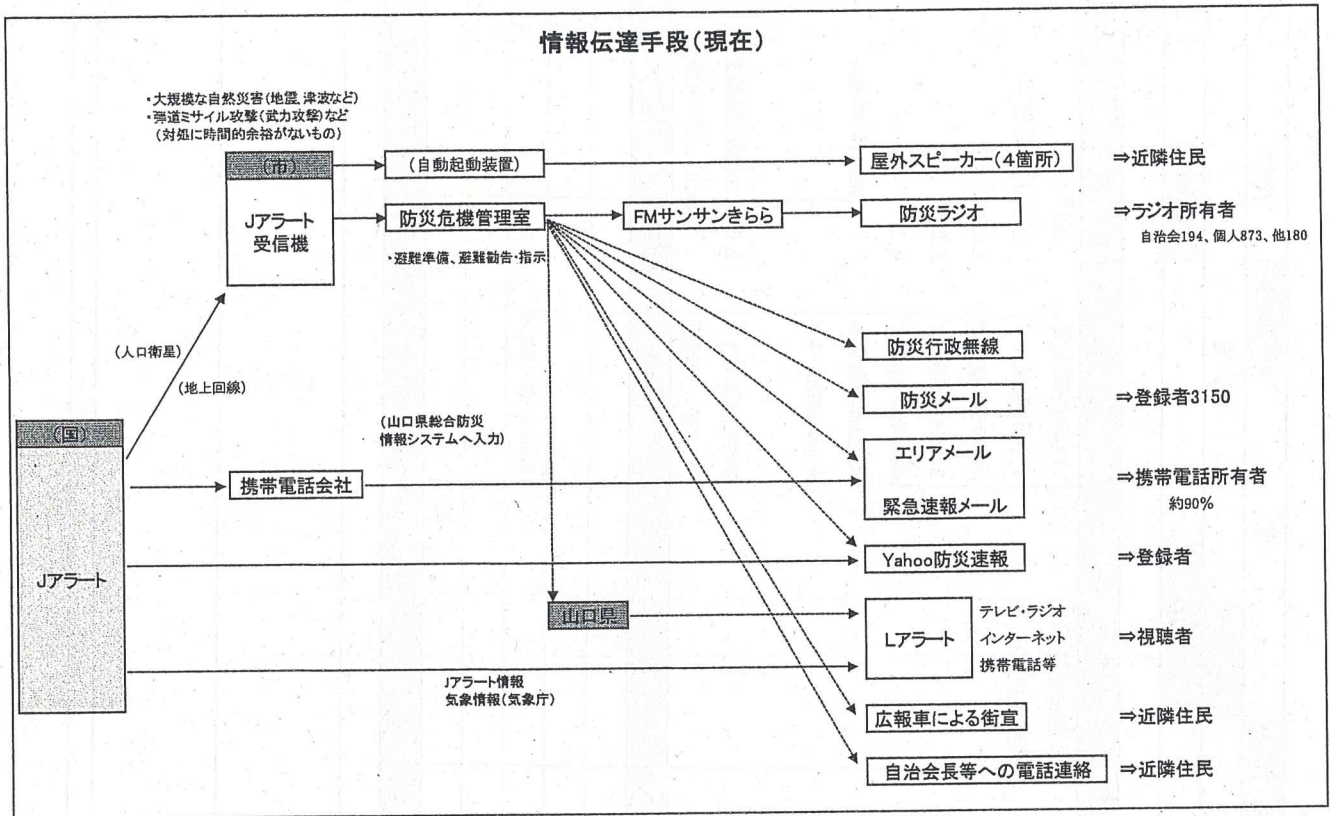 情報伝達手段(現在)
・大規模な自然災害(地震、津波など)
・弾道ミサイル攻撃(武力攻撃)など
(対処に時間的余裕がないもの)
(市)
Jアラート
受信機
(自動起動装置)
屋外スピーカー(4箇所)
⇒近隣住民
防災危機管理室
FMサンサンきらら
防災ラジオ
⇒ラジオ所有者
自治会194、個人873、他180
・避難準備、避難勧告・指示
(人口衛星)
(地上回線)
防災行政無線
防災メール
⇒登録者3150
(山口県総合防災
情報システムへ入力)
(国)
Jアラート
携帯電話会社
エリアメール
緊急速報メール
⇒携帯電話所有者
約90%
Yahoo防災速報
⇒登録者
山口県
Lアラート
テレビ・ラジオ
インターネット
携帯電話等
⇒視聴者
Jアラート情報
気象情報(気象庁)
広報車による街宣
⇒近隣住民
自治会長等への電話連絡
⇒近隣住民